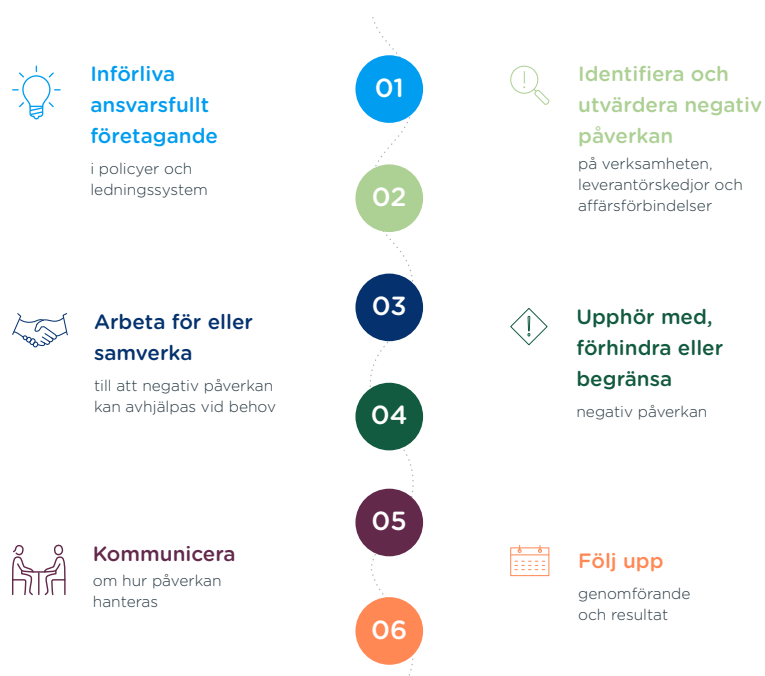 01
Införliva
ansvarsfullt
företagande
i policyer och
ledningssystem
02
Identifiera och
utvärdera negativ
påverkan
på verksamheten,
leverantörskedjor och
affärsförbindelser
03
Arbeta för eller
samverka
till att negativ påverkan
kan avhjälpas vid behov
04
Upphör med,
förhindra eller
begränsa
negativ påverkan
05
Kommunicera
om hur påverkan
hanteras
06
Följ upp
genomförande
och resultat